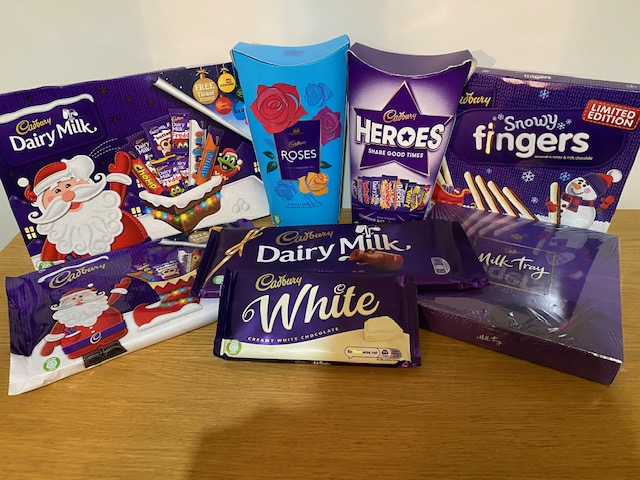 Cadbury
Dairy Milk
FREE
Cadbury
ROSES
Cadbury
HEROES
SHARE GOOD TIMES
Cadbury
fingers
Snowy
fingers
LIMITED
EDITION
Cadbury
Cadbury
Dairy Milk
Cadbury
White
CREAMY WHITE CHOCOLATE
Milk Tray
Milk Tray